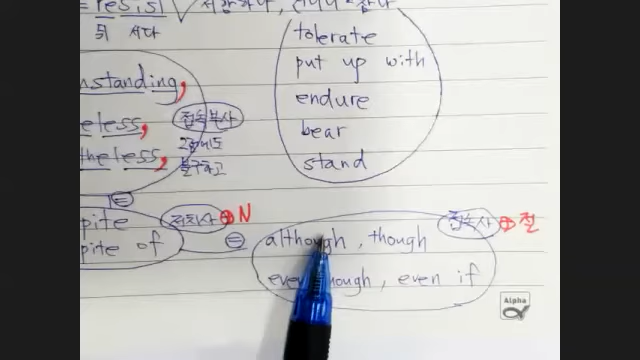 = resist 저항하다, 견디다 = 참다
뒤 서다
tolerate
put up with
endure
bear
stand
nstanding,
eless,
theless,
접속부사
그럼에도
불구하고
=
pite
pite of
전치사 + N
=
although, though
even though, even if
접속사 + 절
Alpha